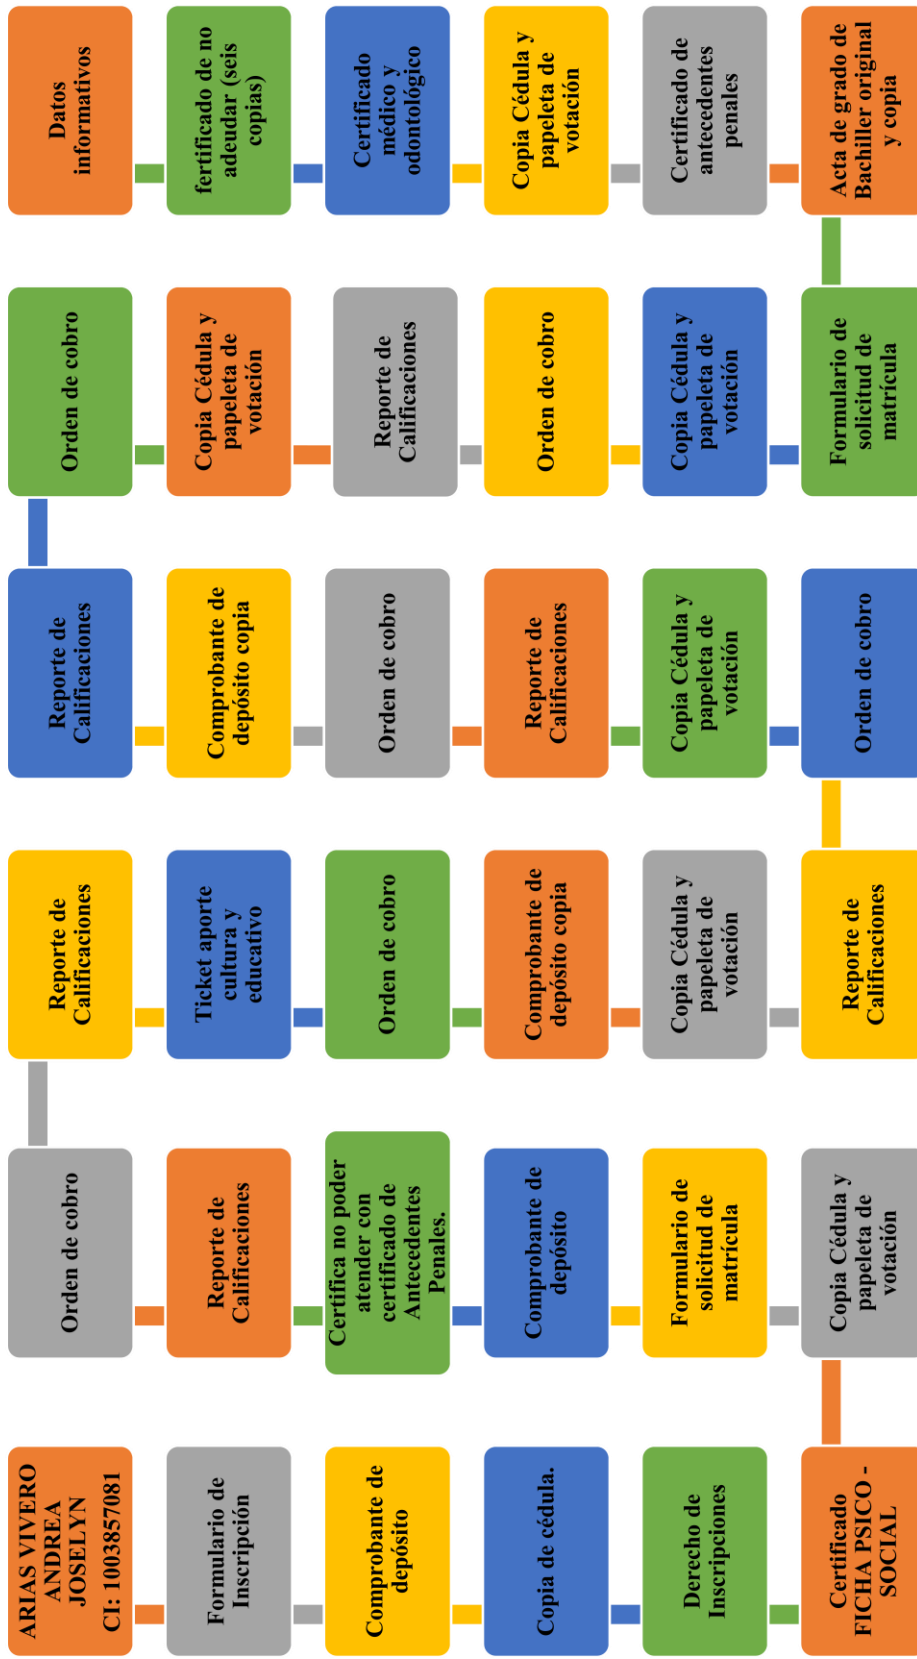 ARIAS VIVERO
ANDREA
JOSELYN
CI: 1003857081
Formulario de
Inscripción
Comprobante de
depósito
Copia de cédula.
Derecho de
Inscripciones
Certificado
FICHA PSICO -
SOCIAL
Copia Cédula y
papeleta de
votación
Formulario de
solicitud de
matrícula
Comprobante de
depósito
Certifica no poder
atender con
certificado de
Antecedentes
Penales.
Reporte de
Calificaciones
Orden de cobro
Reporte de
Calificaciones
Ticket aporte
cultura y
educativo
Orden de cobro
Comprobante de
depósito copia
Copia Cédula y
papeleta de
votación
Reporte de
Calificaciones
Orden de cobro
Copia Cédula y
papeleta de
votación
Reporte de
Calificaciones
Orden de cobro
Comprobante de
depósito copia
Reporte de
Calificaciones
Orden de cobro
Copia Cédula y
papeleta de
votación
Reporte de
Calificaciones
Orden de cobro
Copia Cédula y
papeleta de
votación
Formulario de
solicitud de
matrícula
Acta de grado de
Bachiller original
y copia
Certificado de
antecedentes
penales
Copia Cédula y
papeleta de
votación
Certificado
médico y
odontológico
fertificado de no
adeudar (seis
copias)
Datos
informativos